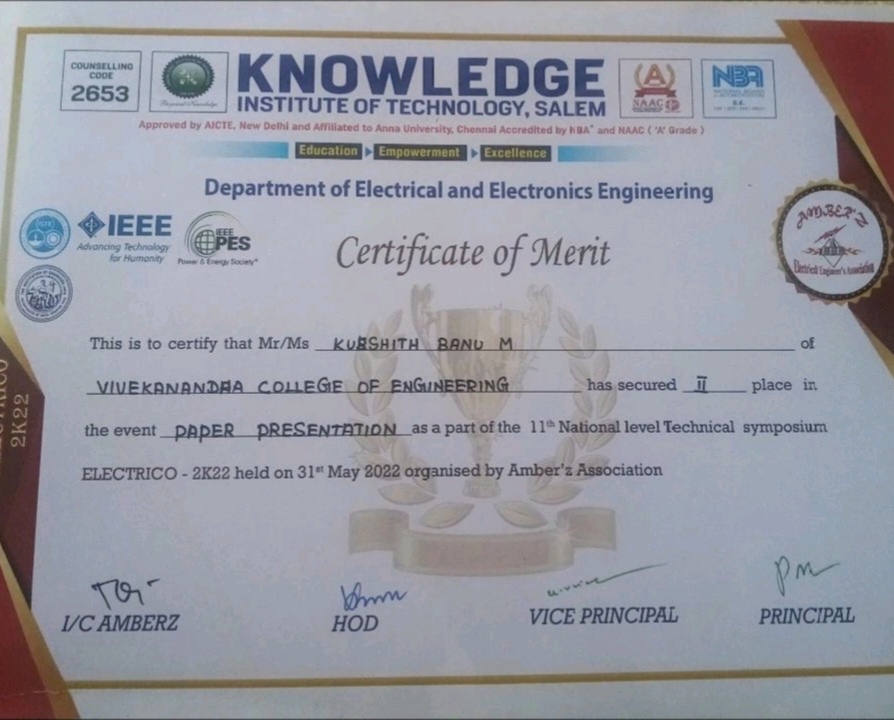 COUNSELLING
CODE
2653
KNOWLEDGE
INSTITUTE OF TECHNOLOGY, SALEM
NAAC
NBA
Approved by AICTE, New Delhi and Affiliated to Anna University, Chennai Accredited by NBA* and NAAC ( 'A' Grade )
Education Empowerment Excellence
Department of Electrical and Electronics Engineering
IEEE
Advancing Technology
for Humanity
IEEE
PES
Power & Energy Society®
AMBER'Z
Electrical Engineer's Association
Certificate of Merit
This is to certify that Mr/Ms KURSHITH BANU M of
VIVEKANANDHA COLLEGE OF ENGINEERING has secured II place in
the event PAPER PRESENTATION as a part of the 11th National level Technical symposium
ELECTRICO - 2K22 held on 31st May 2022 organised by Amber'z Association
2K22
I/C AMBERZ
HOD
VICE PRINCIPAL
PRINCIPAL